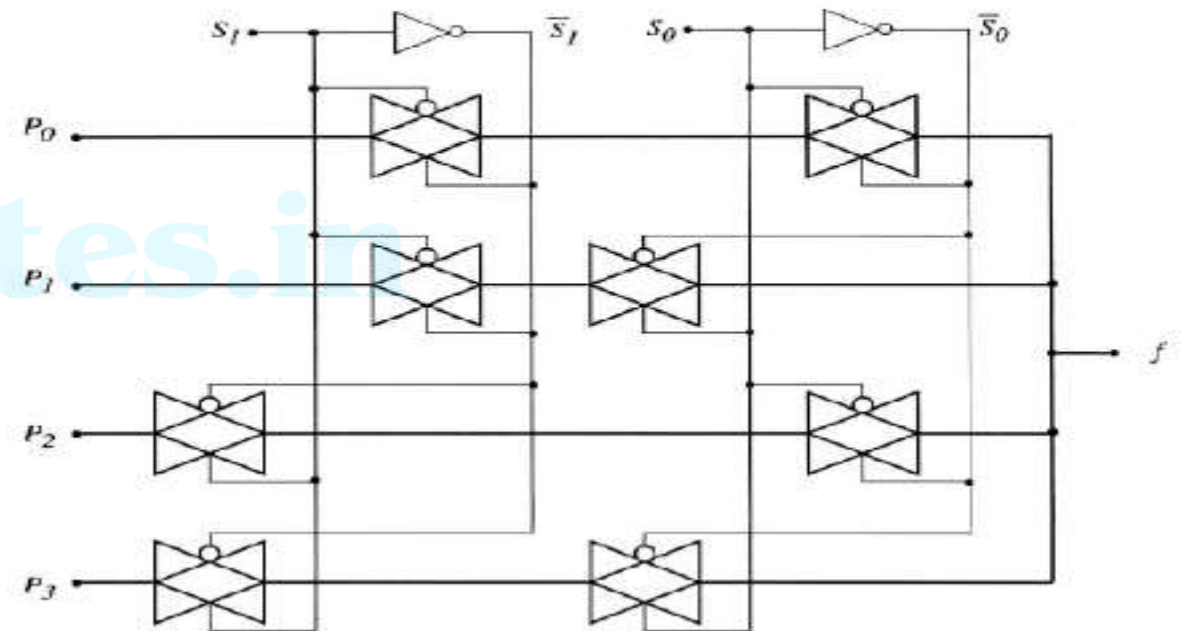 s₁ s̅₁ s₀ s̅₀
P₀
tes.in
P₁
f
P₂
P₃